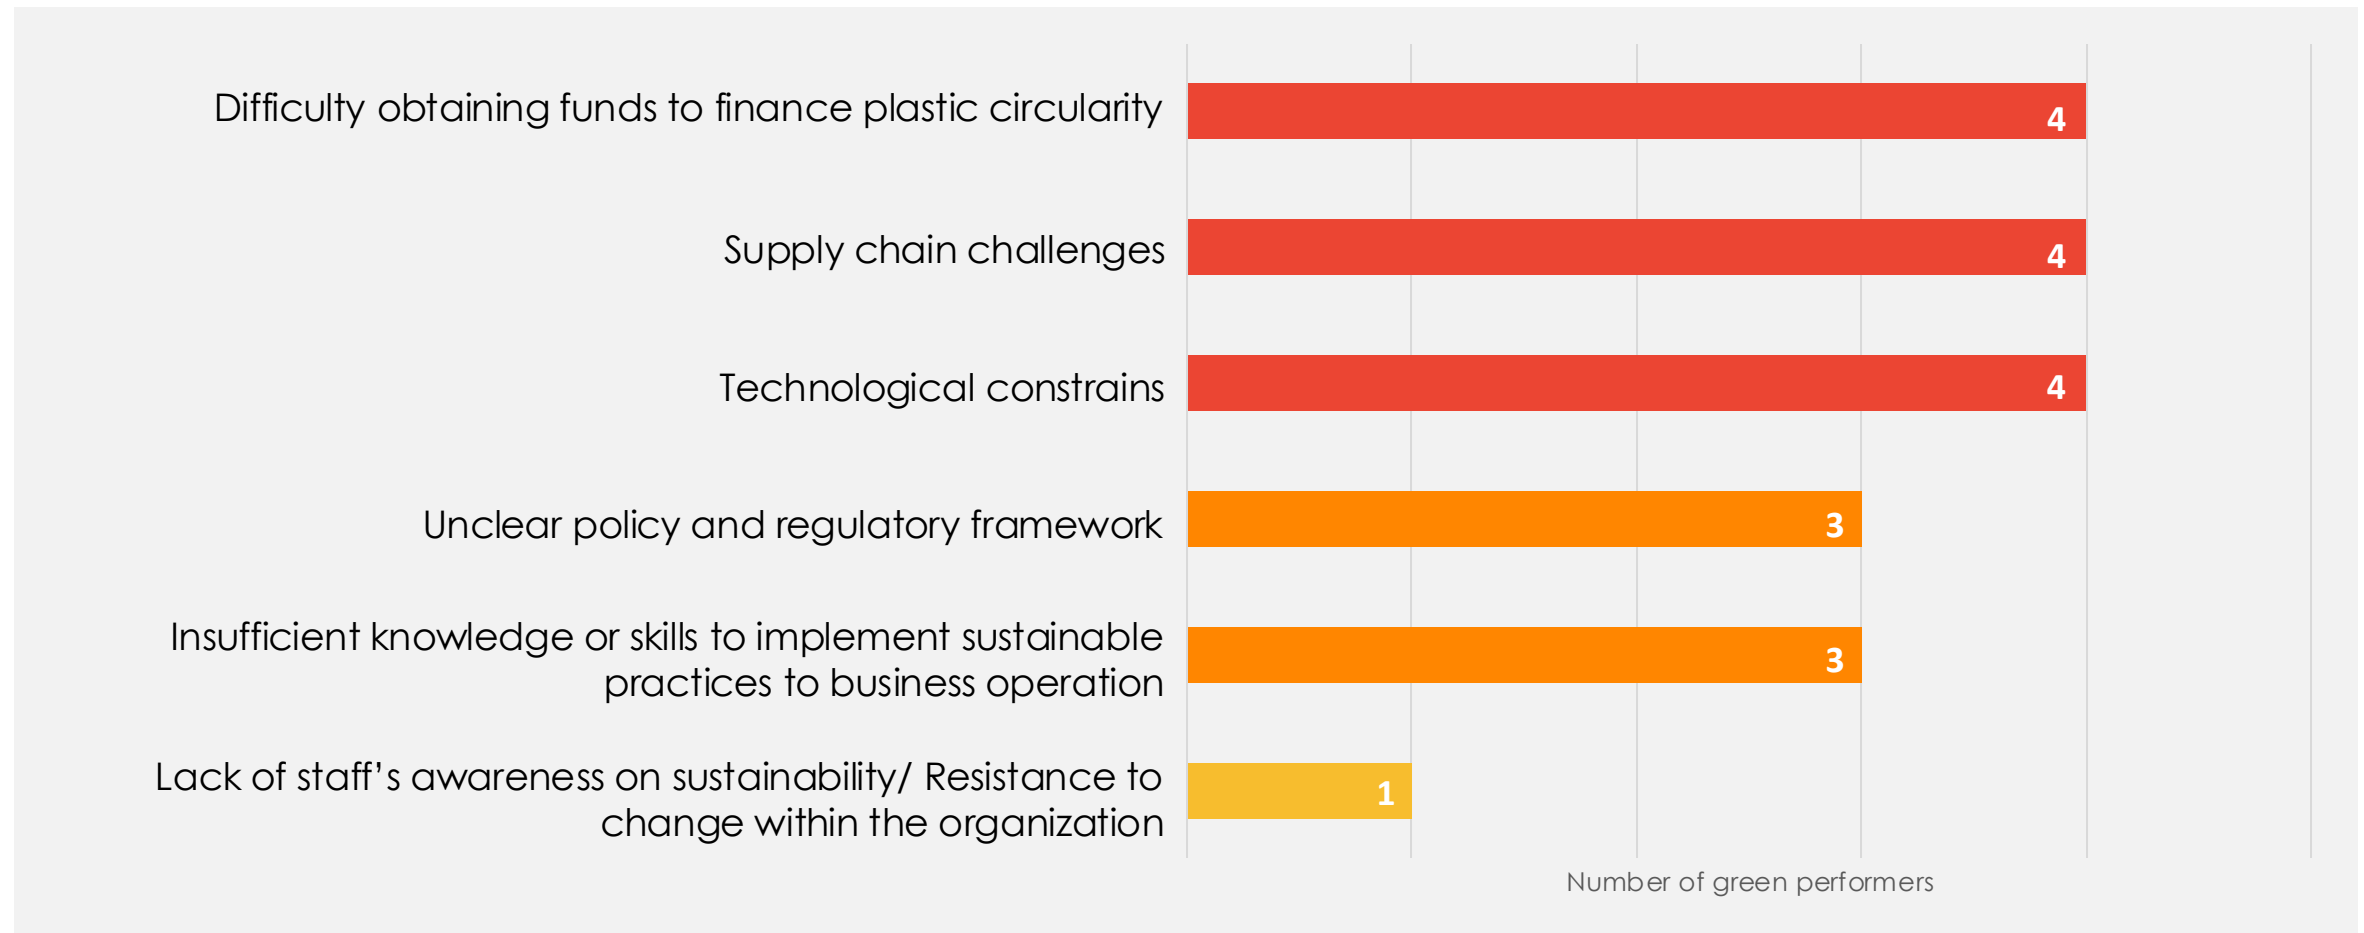 Difficulty obtaining funds to finance plastic circularity
4
Supply chain challenges
4
Technological constrains
4
Unclear policy and regulatory framework
3
Insufficient knowledge or skills to implement sustainable
practices to business operation
3
Lack of staff’s awareness on sustainability/ Resistance to
change within the organization
1
Number of green performers